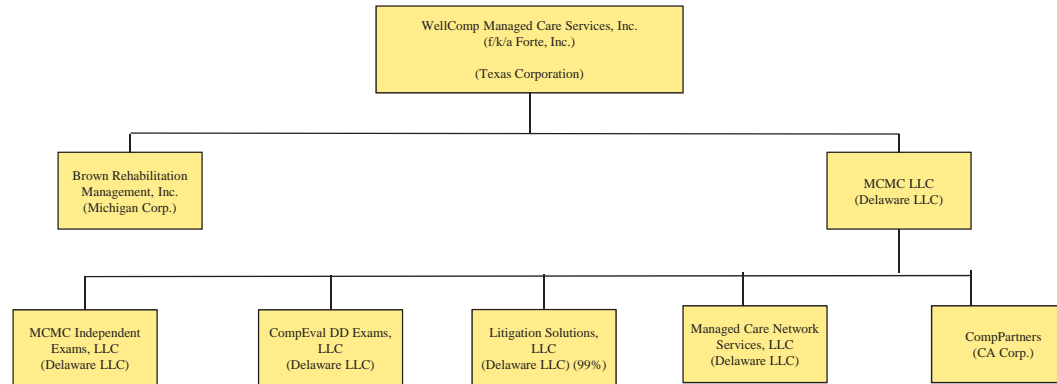 WellComp Managed Care Services, Inc.
(f/k/a Forte, Inc.)
(Texas Corporation)
Brown Rehabilitation
Management, Inc.
(Michigan Corp.)
MCMC LLC
(Delaware LLC)
MCMC Independent
Exams, LLC
(Delaware LLC)
CompEval DD Exams,
LLC
(Delaware LLC)
Litigation Solutions,
LLC
(Delaware LLC) (99%)
Managed Care Network
Services, LLC
(Delaware LLC)
CompPartners
(CA Corp.)